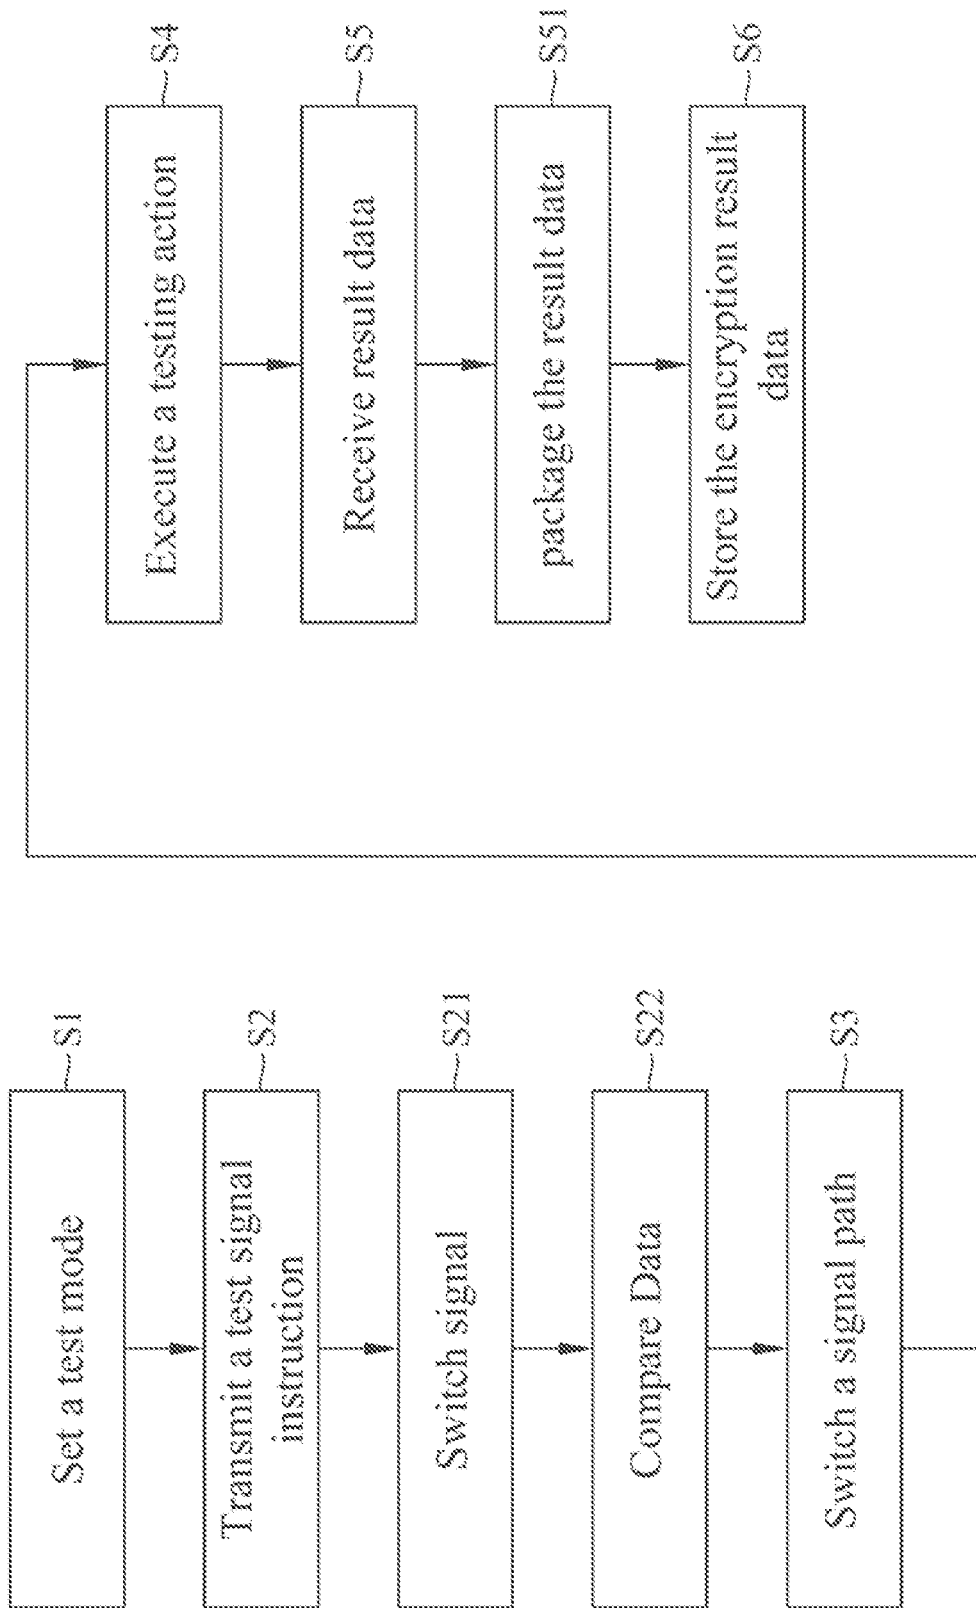 Set a test mode
S1
Transmit a test signal
instruction
S2
Switch signal
S21
Compare Data
S22
Switch a signal path
S3
Execute a testing action
S4
Receive result data
S5
package the result data
S51
Store the encryption result
data
S6